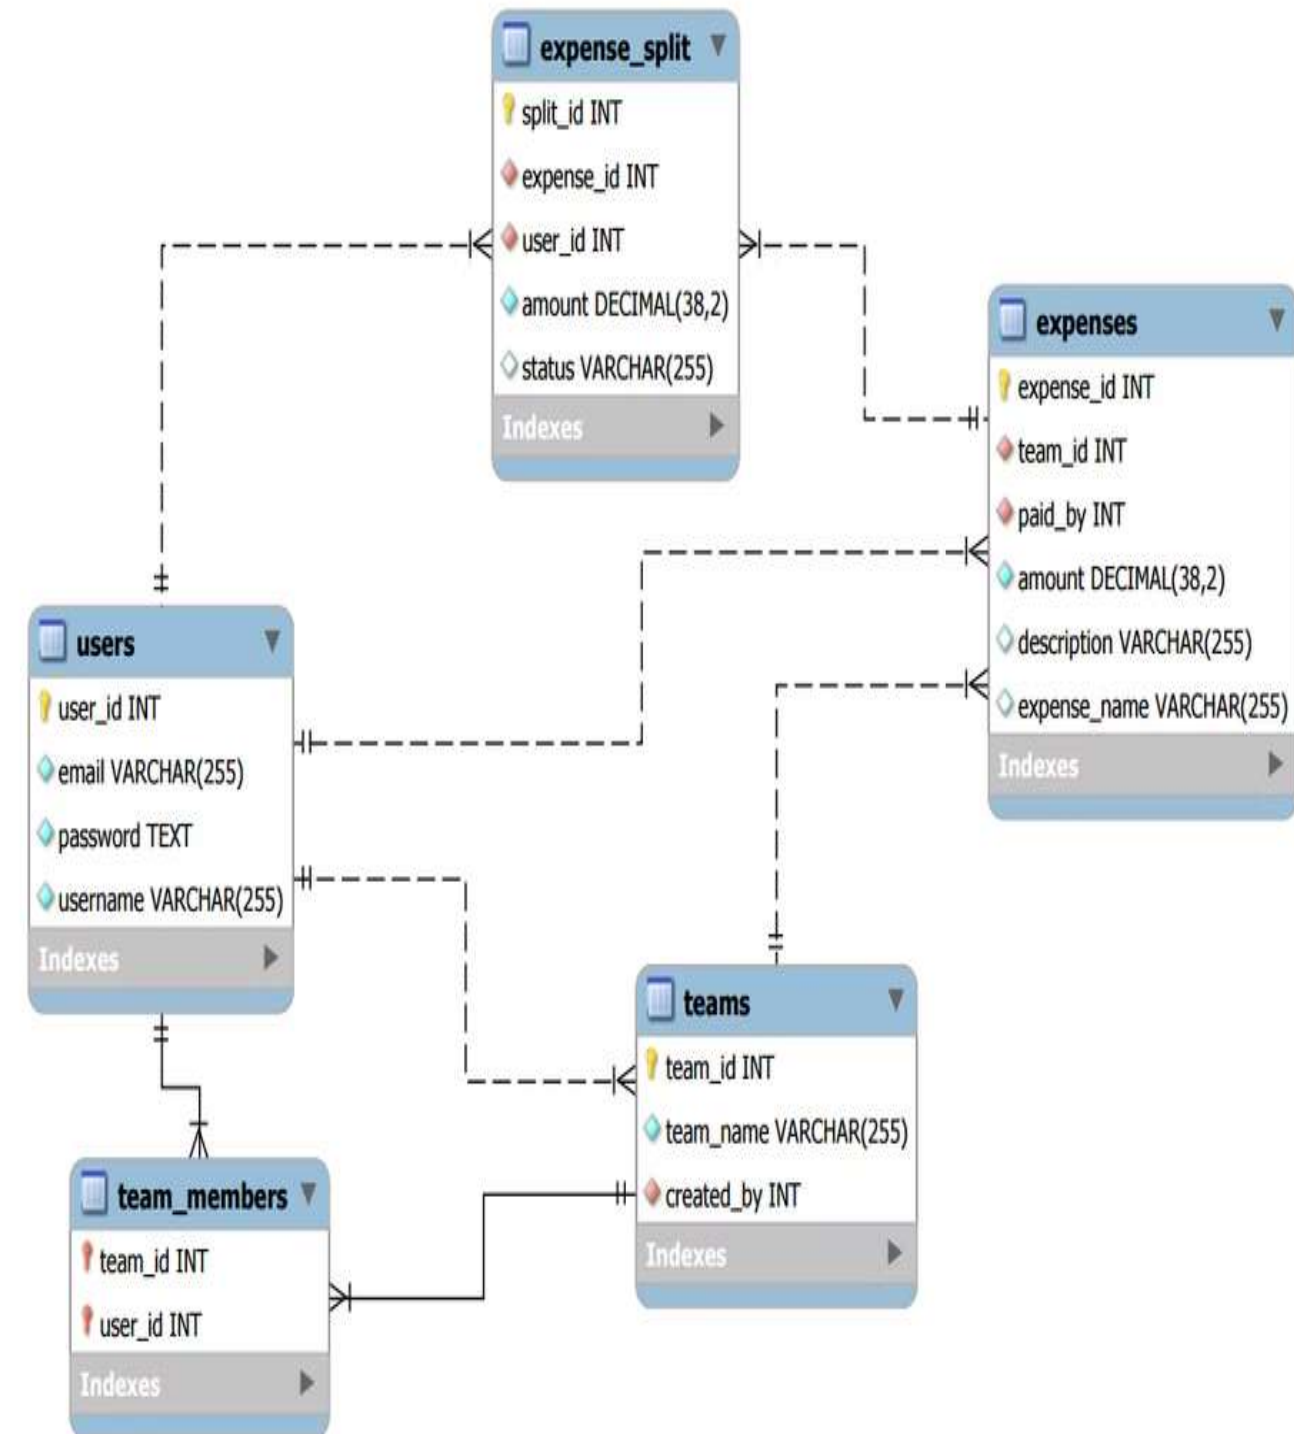 expense_split
split_id INT
expense_id INT
user_id INT
amount DECIMAL(38,2)
status VARCHAR(255)
Indexes
expenses
expense_id INT
team_id INT
paid_by INT
amount DECIMAL(38,2)
description VARCHAR(255)
expense_name VARCHAR(255)
Indexes
users
user_id INT
email VARCHAR(255)
password TEXT
username VARCHAR(255)
Indexes
teams
team_id INT
team_name VARCHAR(255)
created_by INT
Indexes
team_members
team_id INT
user_id INT
Indexes